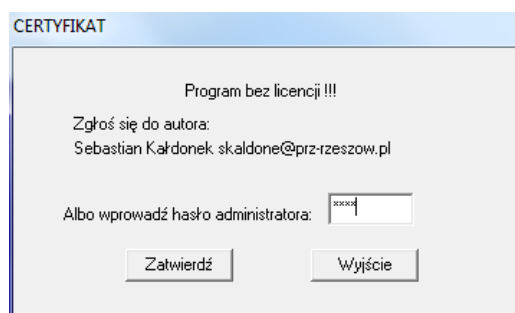 CERTYFIKAT
Program bez licencji !!!
Zgłoś się do autora:
Sebastian Kałdonek skaldone@prz-rzeszow.pl
Albo wprowadź hasło administratora: xxxx
Zatwierdź Wyjście